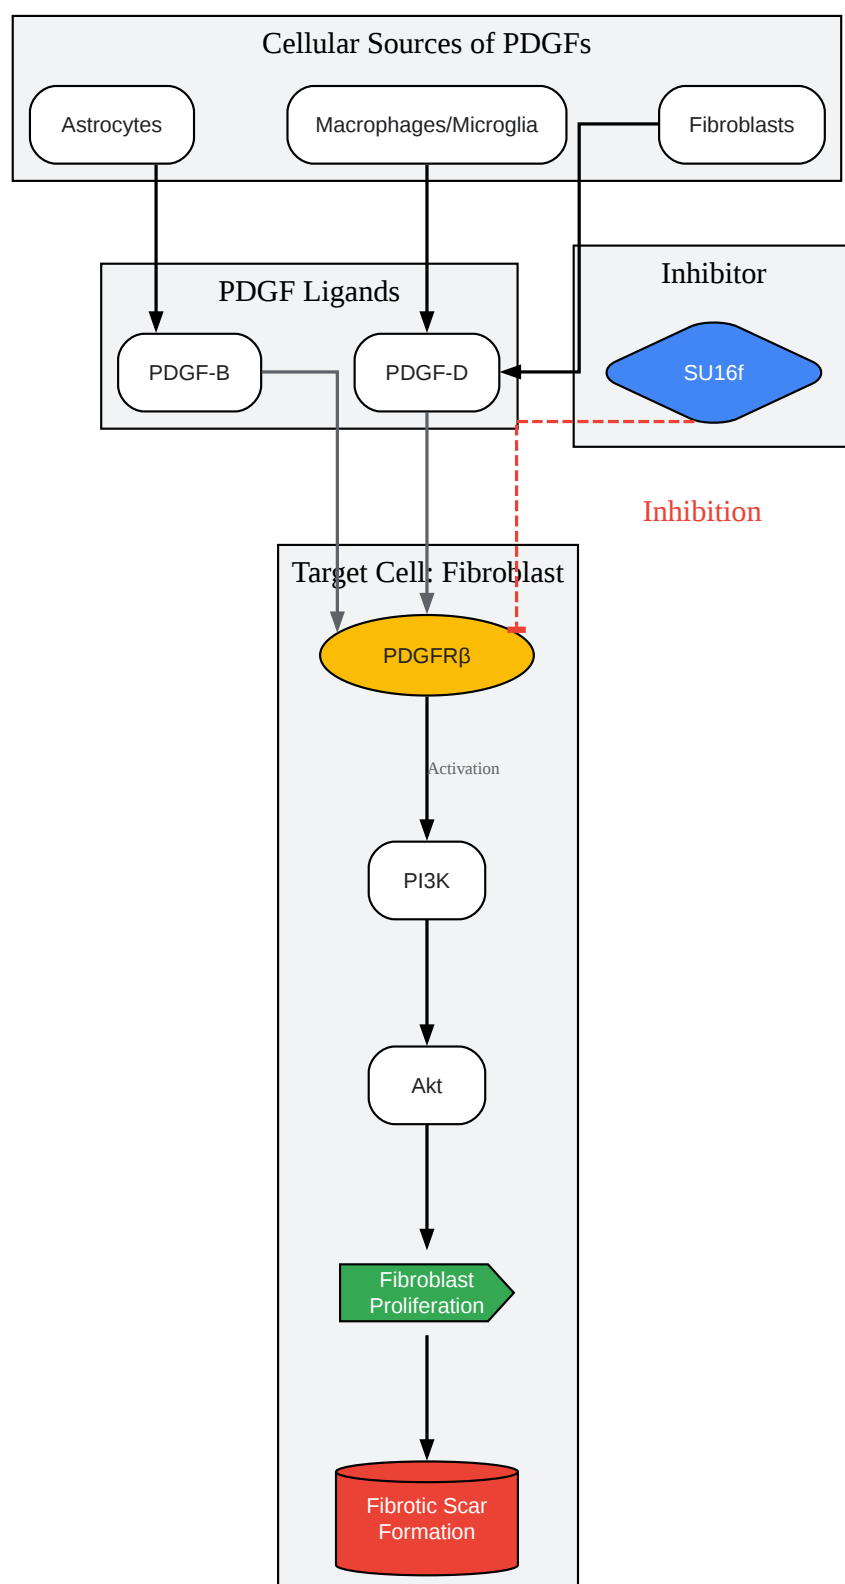 Cellular Sources of PDGFs
Astrocytes
Macrophages/Microglia
Fibroblasts
PDGF Ligands
Inhibitor
PDGF-B
PDGF-D
SU16f
Inhibition
Target Cell: Fibroblast
PDGFRβ
Activation
PI3K
Akt
Fibroblast
Proliferation
Fibrotic Scar
Formation